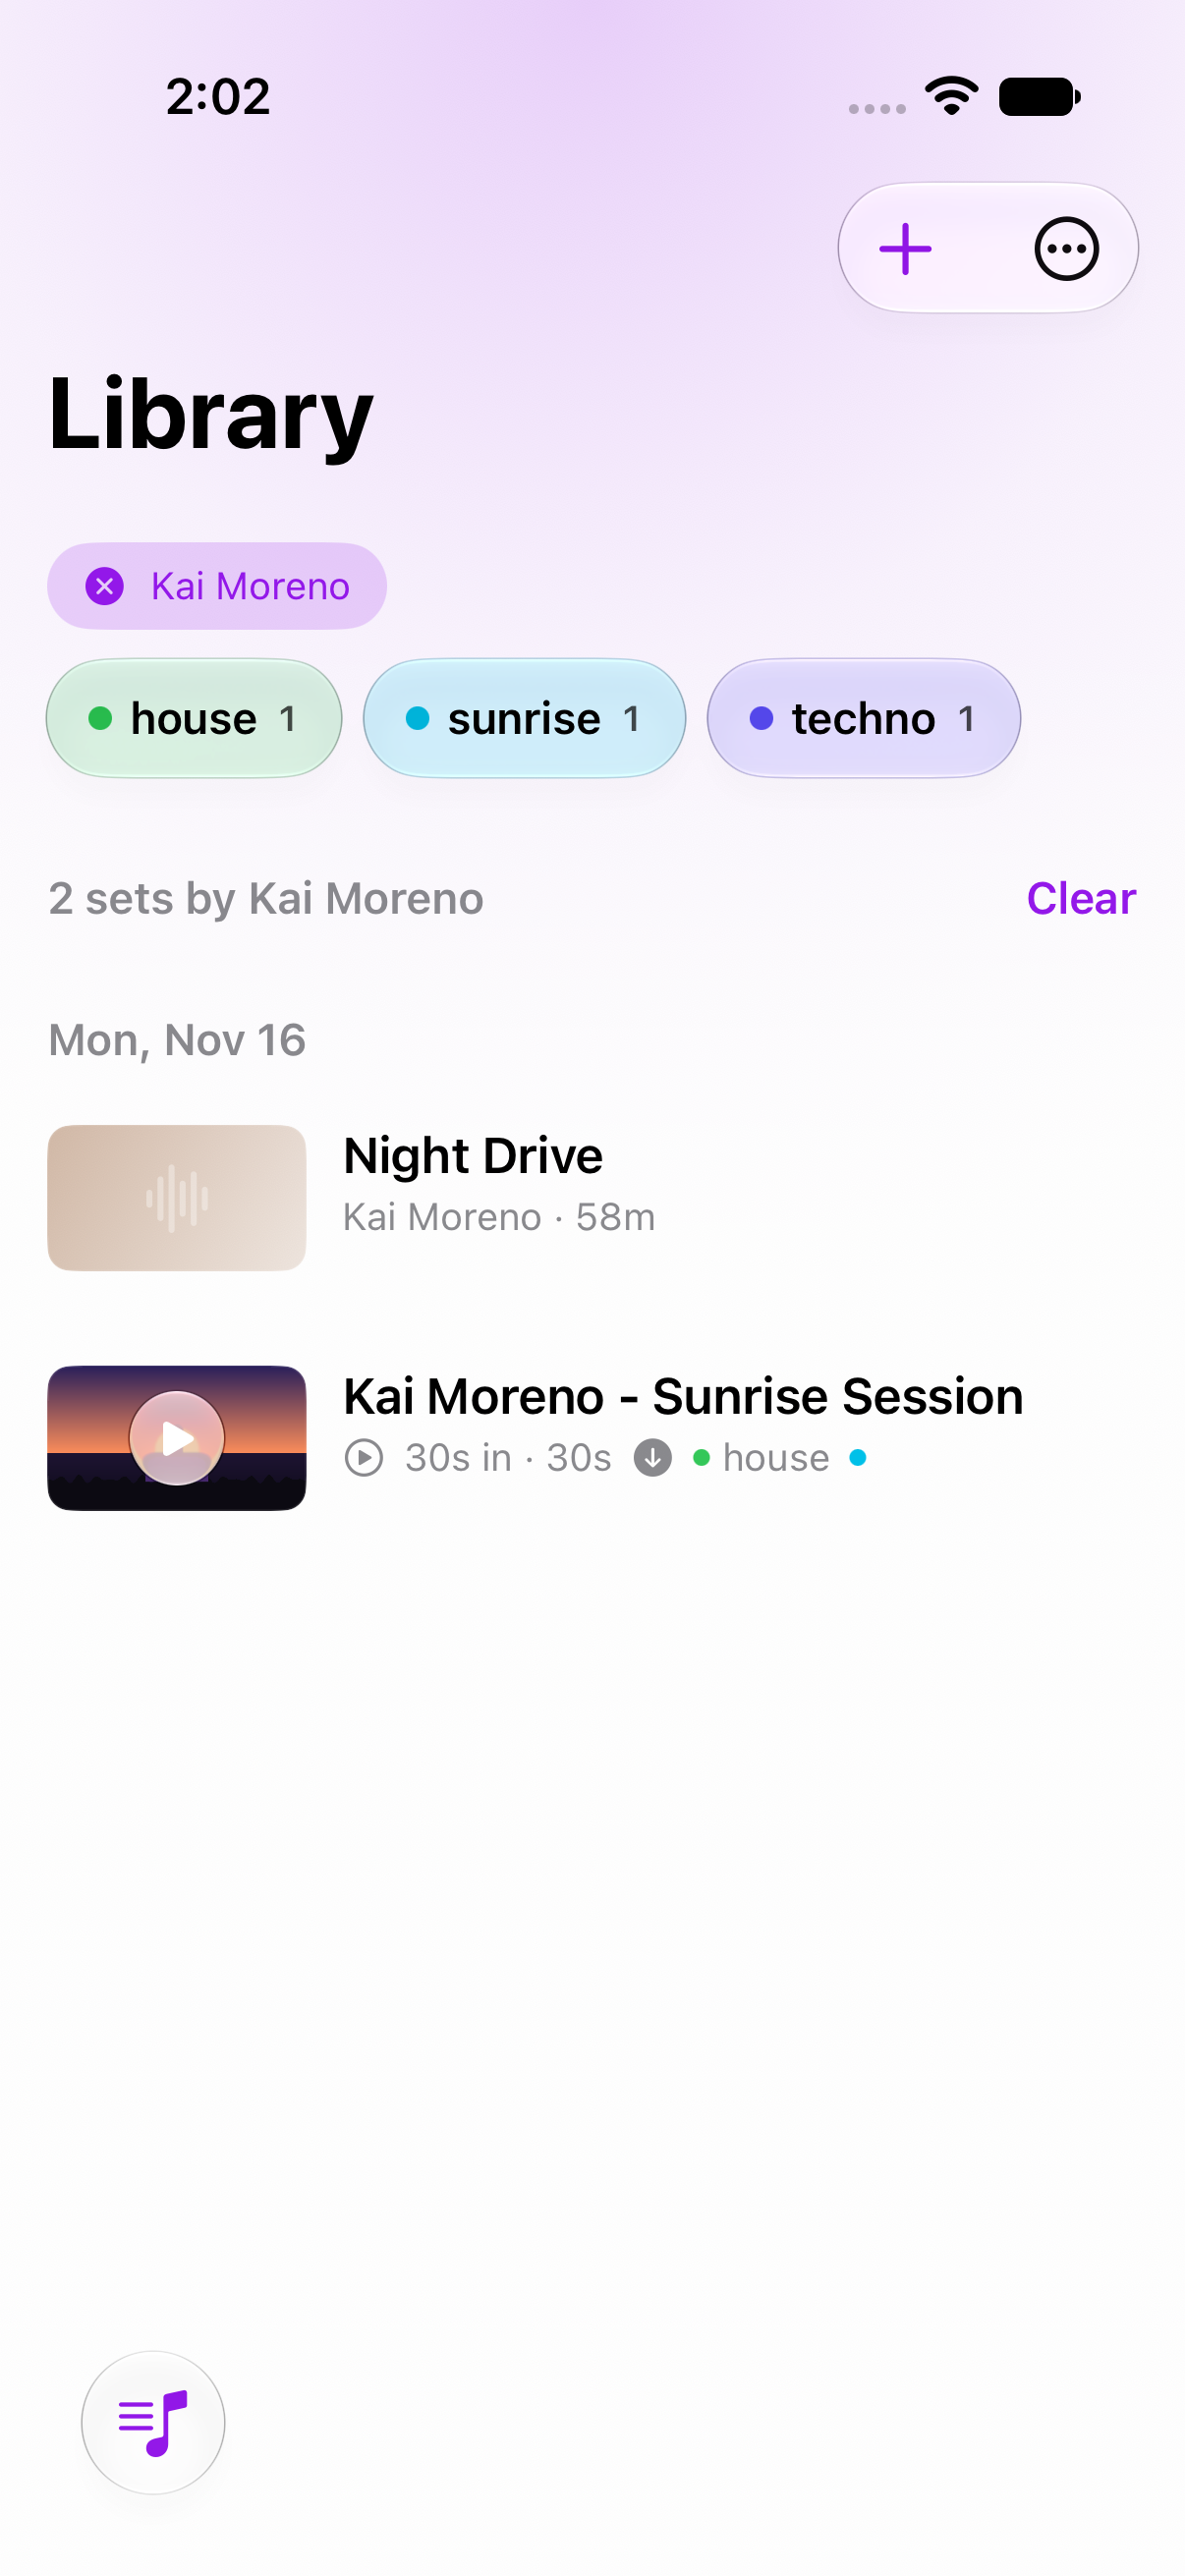 2:02
Library
Kai Moreno
house 1
sunrise 1
techno 1
2 sets by Kai Moreno
Clear
Mon, Nov 16
Night Drive
Kai Moreno · 58m
Kai Moreno - Sunrise Session
30s in · 30s house